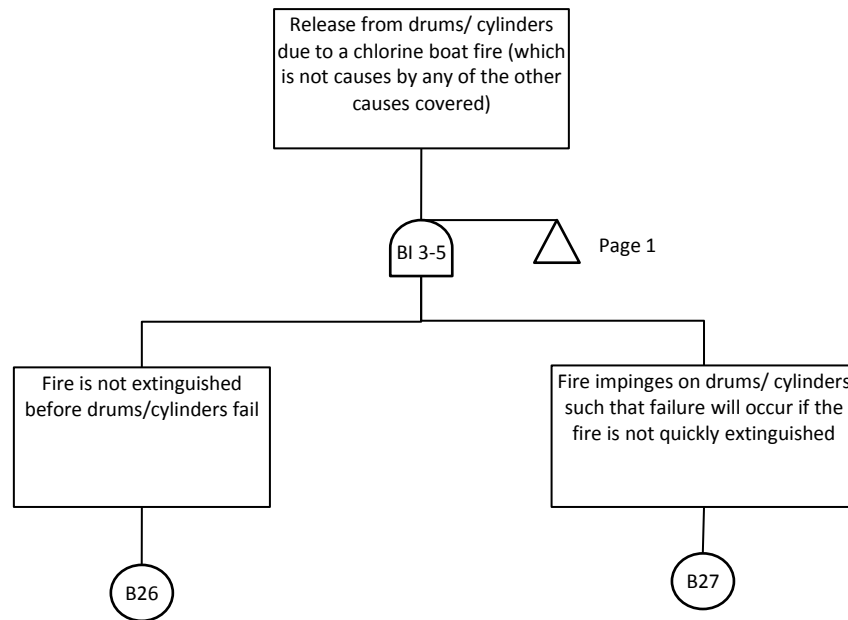 Release from drums/ cylinders
due to a chlorine boat fire (which
is not causes by any of the other
causes covered)
BI 3-5
Page 1
Fire is not extinguished
before drums/cylinders fail
Fire impinges on drums/ cylinders
such that failure will occur if the
fire is not quickly extinguished
B26
B27